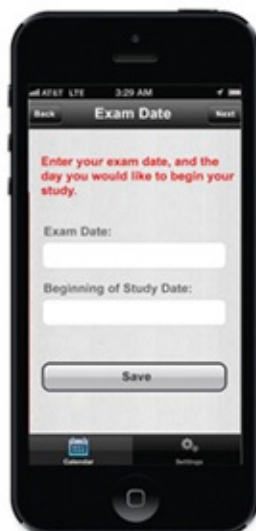 AT&T LTE 3:29 AM
Back Exam Date Next
Enter your exam date, and the
day you would like to begin your
study.
Exam Date:
Beginning of Study Date:
Save
Calendar Settings